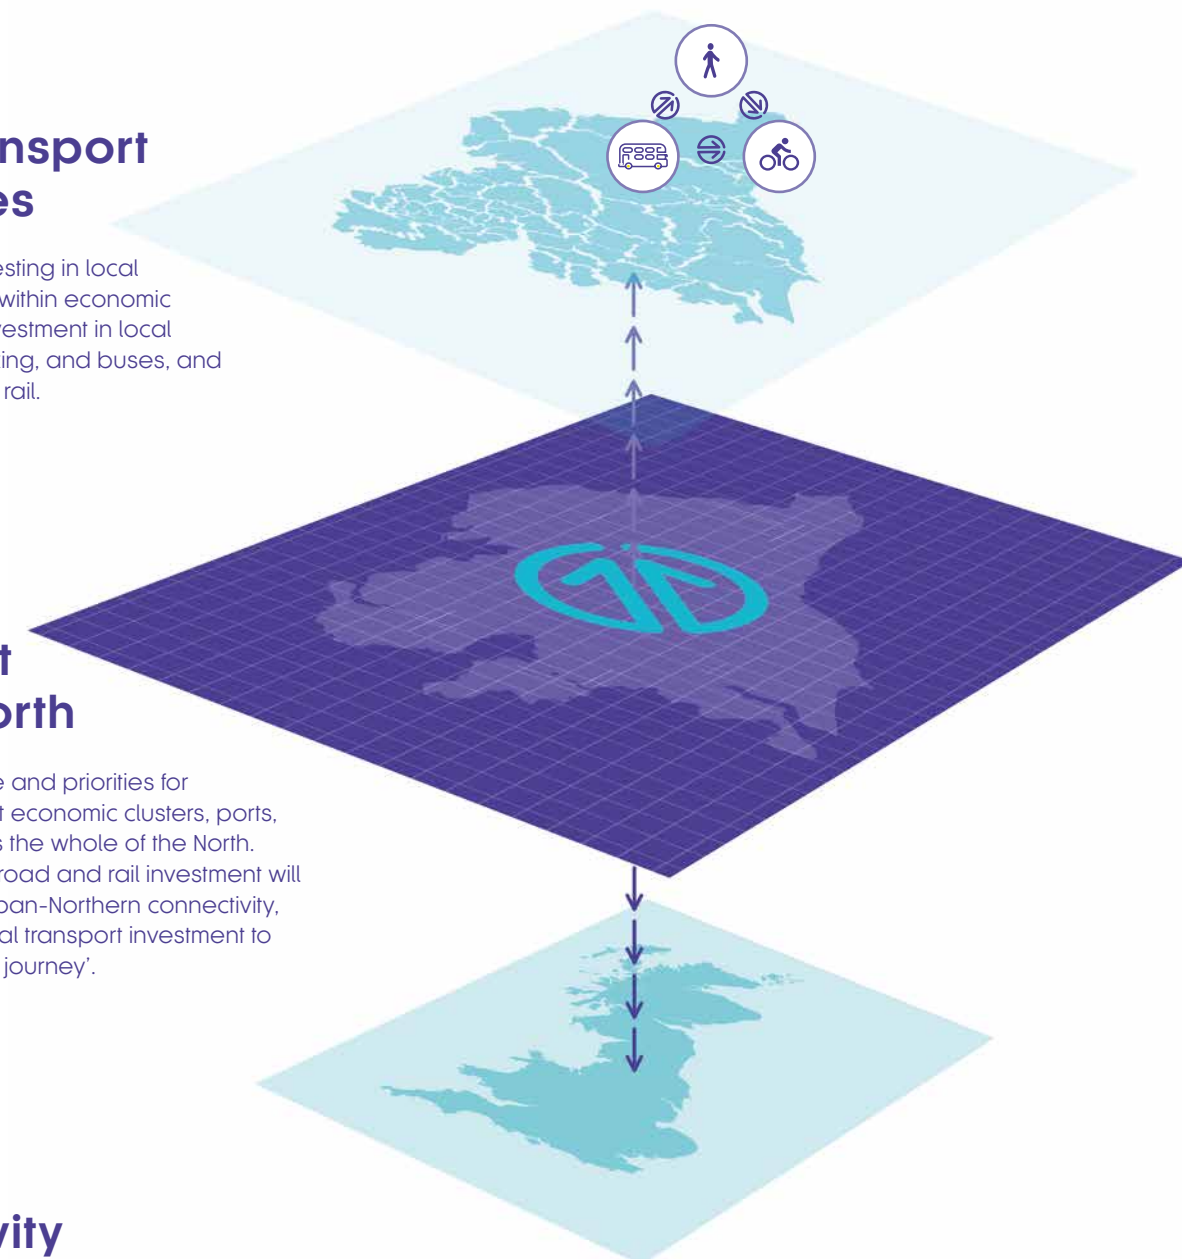 nsport
es
esting in local
within economic
vestment in local
ing, and buses, and
rail.
t
orth
e and priorities for
t economic clusters, ports,
s the whole of the North.
road and rail investment will
pan-Northern connectivity,
al transport investment to
journey’.
vity